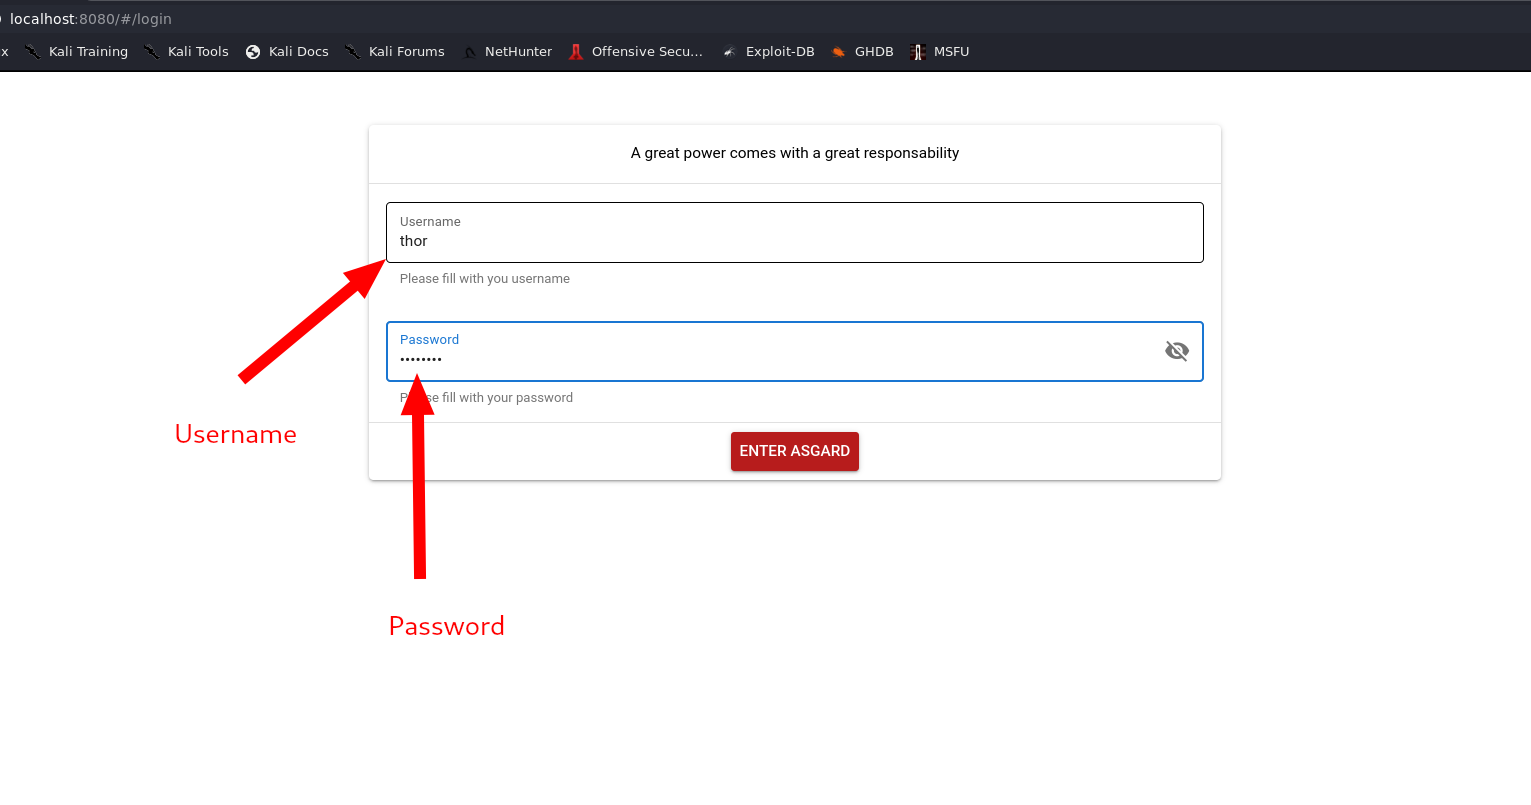 localhost:8080/#/login
x Kali Training Kali Tools Kali Docs Kali Forums NetHunter Offensive Secu… Exploit-DB GHDB MSFU
A great power comes with a great responsability
Username
thor
Please fill with you username
Password
••••••••
fill with your password
ENTER ASGARD
Username
Password